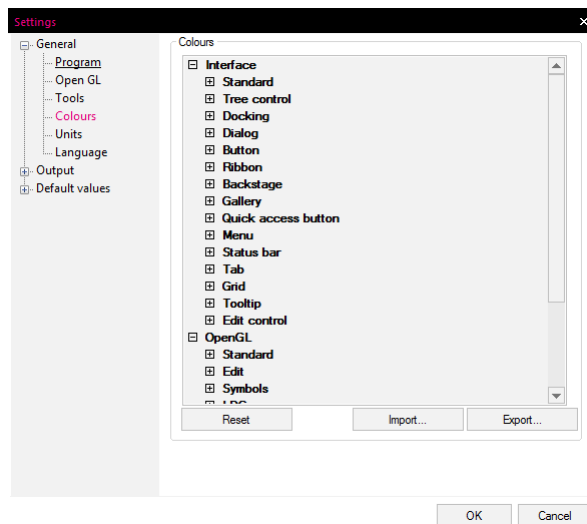 Settings
General
Program
Open GL
Tools
Colours
Units
Language
Output
Default values
Colours
Interface
Standard
Tree control
Docking
Dialog
Button
Ribbon
Backstage
Gallery
Quick access button
Menu
Status bar
Tab
Grid
Tooltip
Edit control
OpenGL
Standard
Edit
Symbols
Reset
Import...
Export...
OK
Cancel